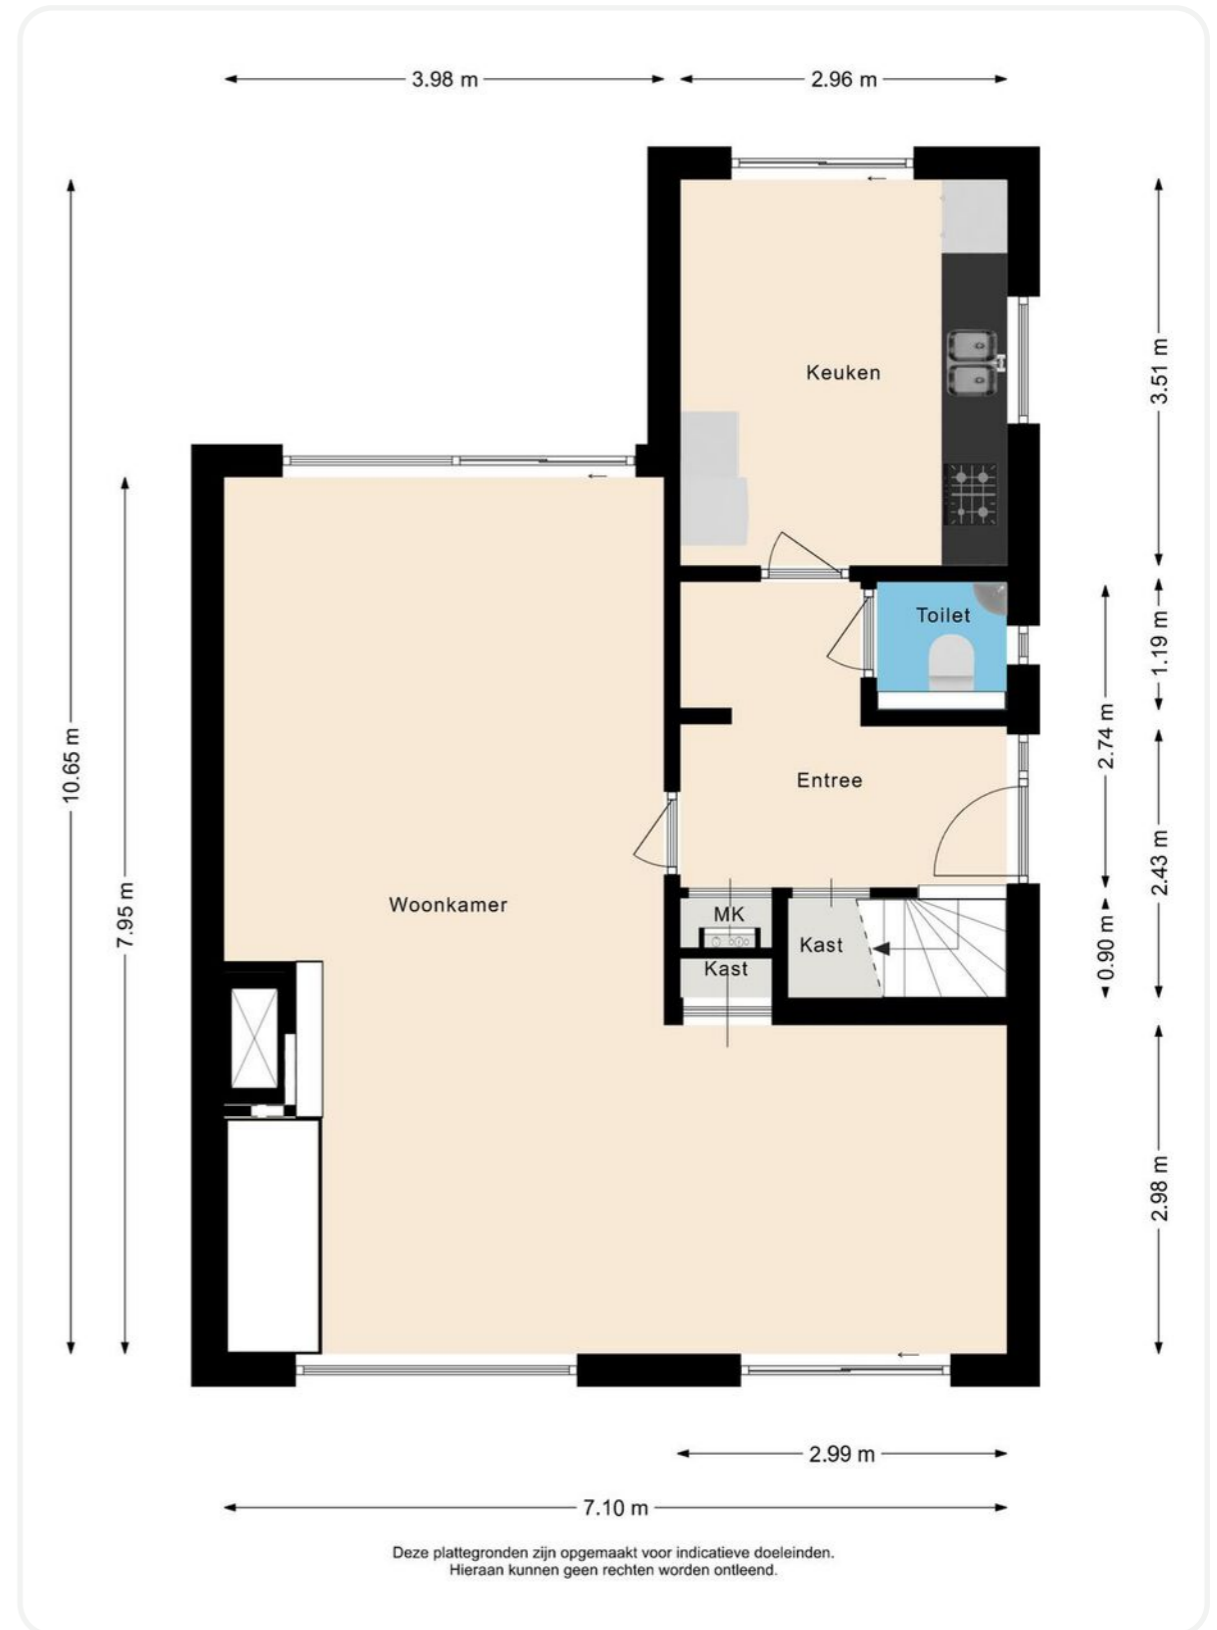 3.98 m
2.96 m
Keuken
3.51 m
Toilet
1.19 m
2.74 m
10.65 m
Entree
2.43 m
Woonkamer
7.95 m
MK
Kast
0.90 m
Kast
2.98 m
2.99 m
7.10 m
Deze plattegronden zijn opgemaakt voor indicatieve doeleinden.
Hieraan kunnen geen rechten worden ontleend.